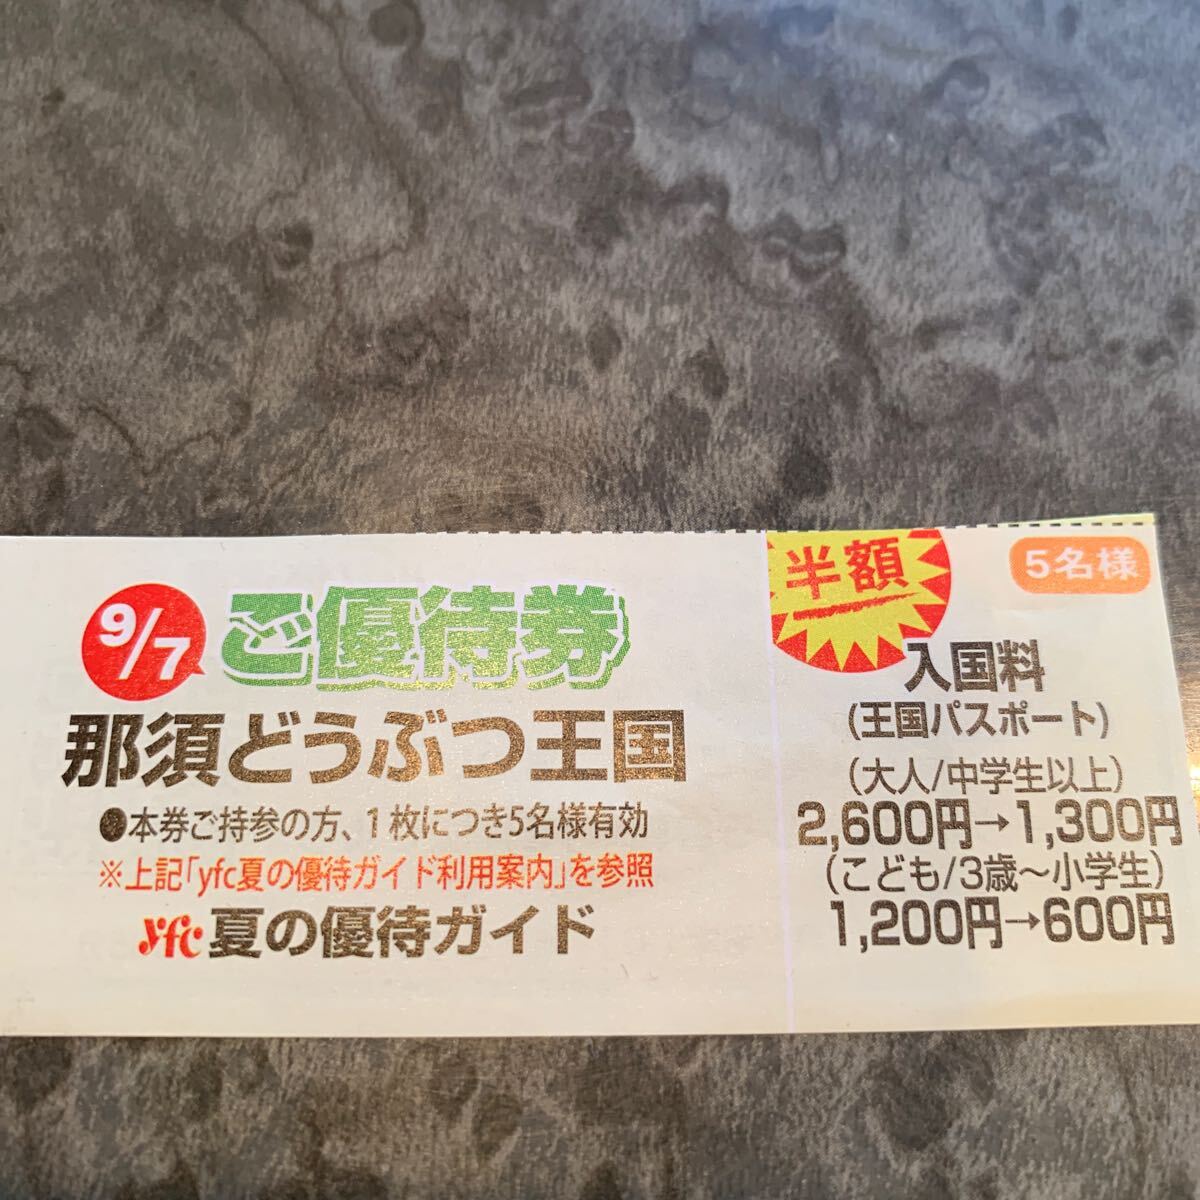 9/7 ご優待券
那須どうぶつ王国
●本券ご持参の方、1枚につき5名様有効
※上記「yfc夏の優待ガイド利用案内」を参照
yfc 夏の優待ガイド
半額
5名様
入国料
(王国パスポート)
(大人/中学生以上)
2,600円→1,300円
(こども/3歳〜小学生)
1,200円→600円